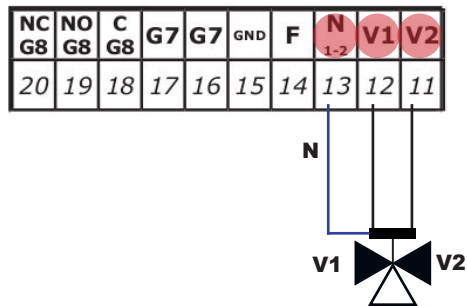 NC NO C G7 G7 GND F N V1 V2
G8 G8 G8 1-2
20 19 18 17 16 15 14 13 12 11
N
V1 V2